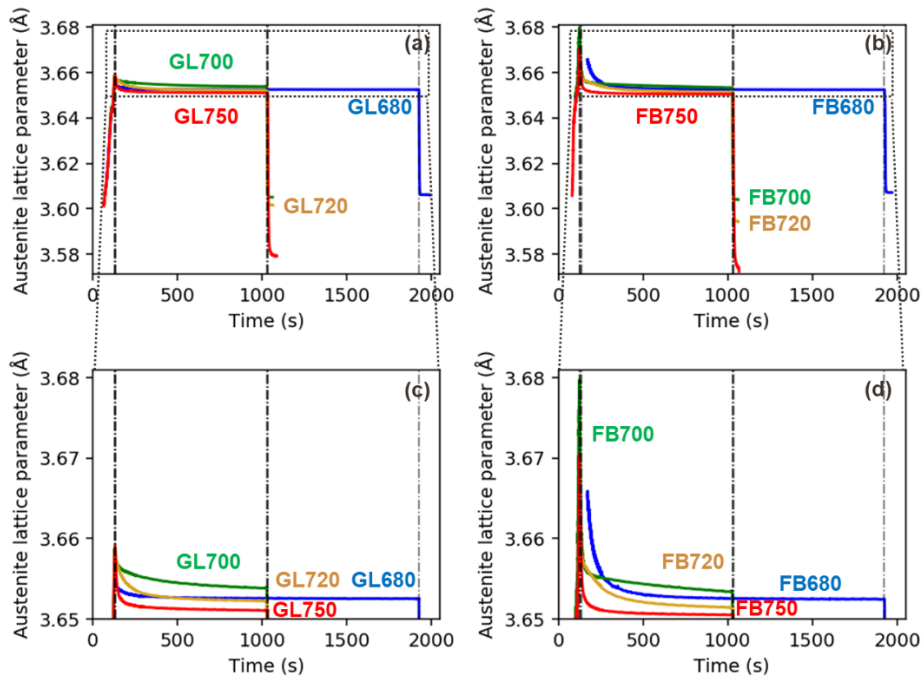 3.68
3.66
3.64
3.62
3.60
3.58
Austenite lattice parameter (Å)
(a)
GL700
GL680
GL750
GL720
0
500
1000
1500
2000
Time (s)
3.68
3.66
3.64
3.62
3.60
3.58
Austenite lattice parameter (Å)
(b)
FB750
FB680
FB700
FB720
0
500
1000
1500
2000
Time (s)
3.68
3.67
3.66
3.65
Austenite lattice parameter (Å)
(c)
GL700
GL720
GL680
GL750
0
500
1000
1500
2000
Time (s)
3.68
3.67
3.66
3.65
Austenite lattice parameter (Å)
(d)
FB700
FB720
FB680
FB750
0
500
1000
1500
2000
Time (s)